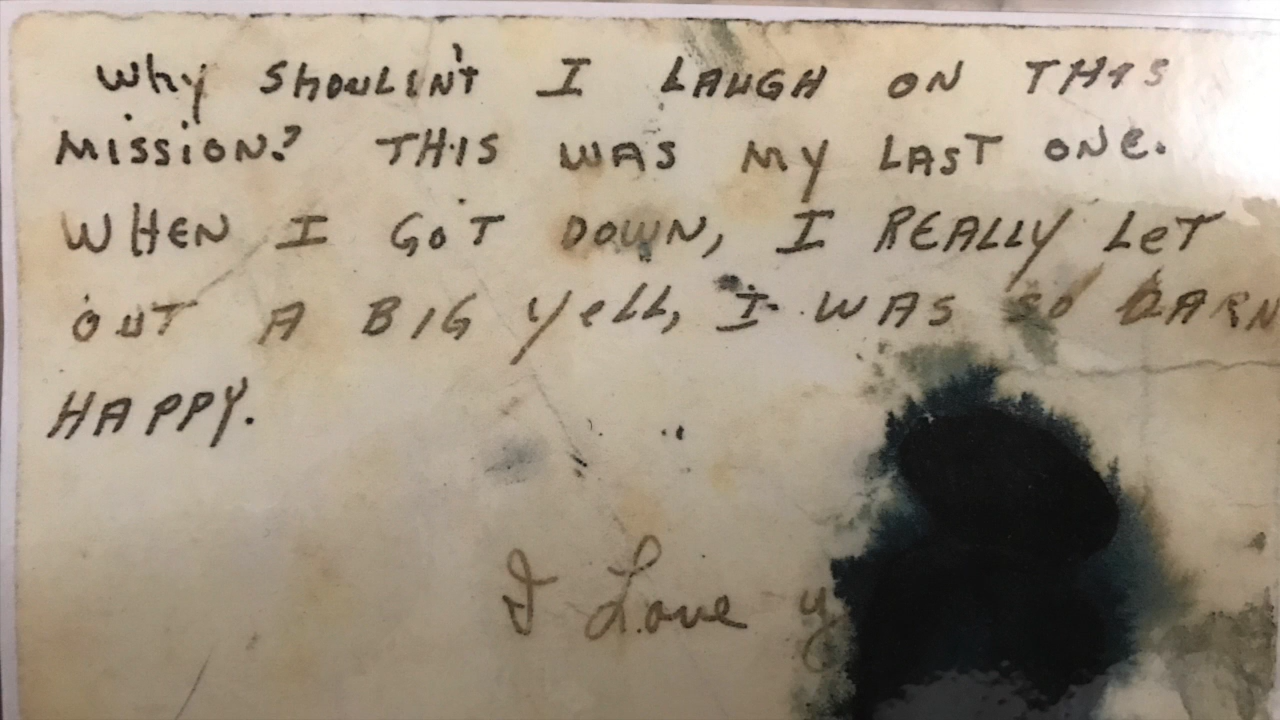 Why SHOULDN'T I LAUGH ON THIS
MISSION? THIS WAS MY LAST ONE.
WHEN I GOT DOWN, I REALLY LET
OUT A BIG YELL, I WAS SO DARN
HAPPY.
I Love